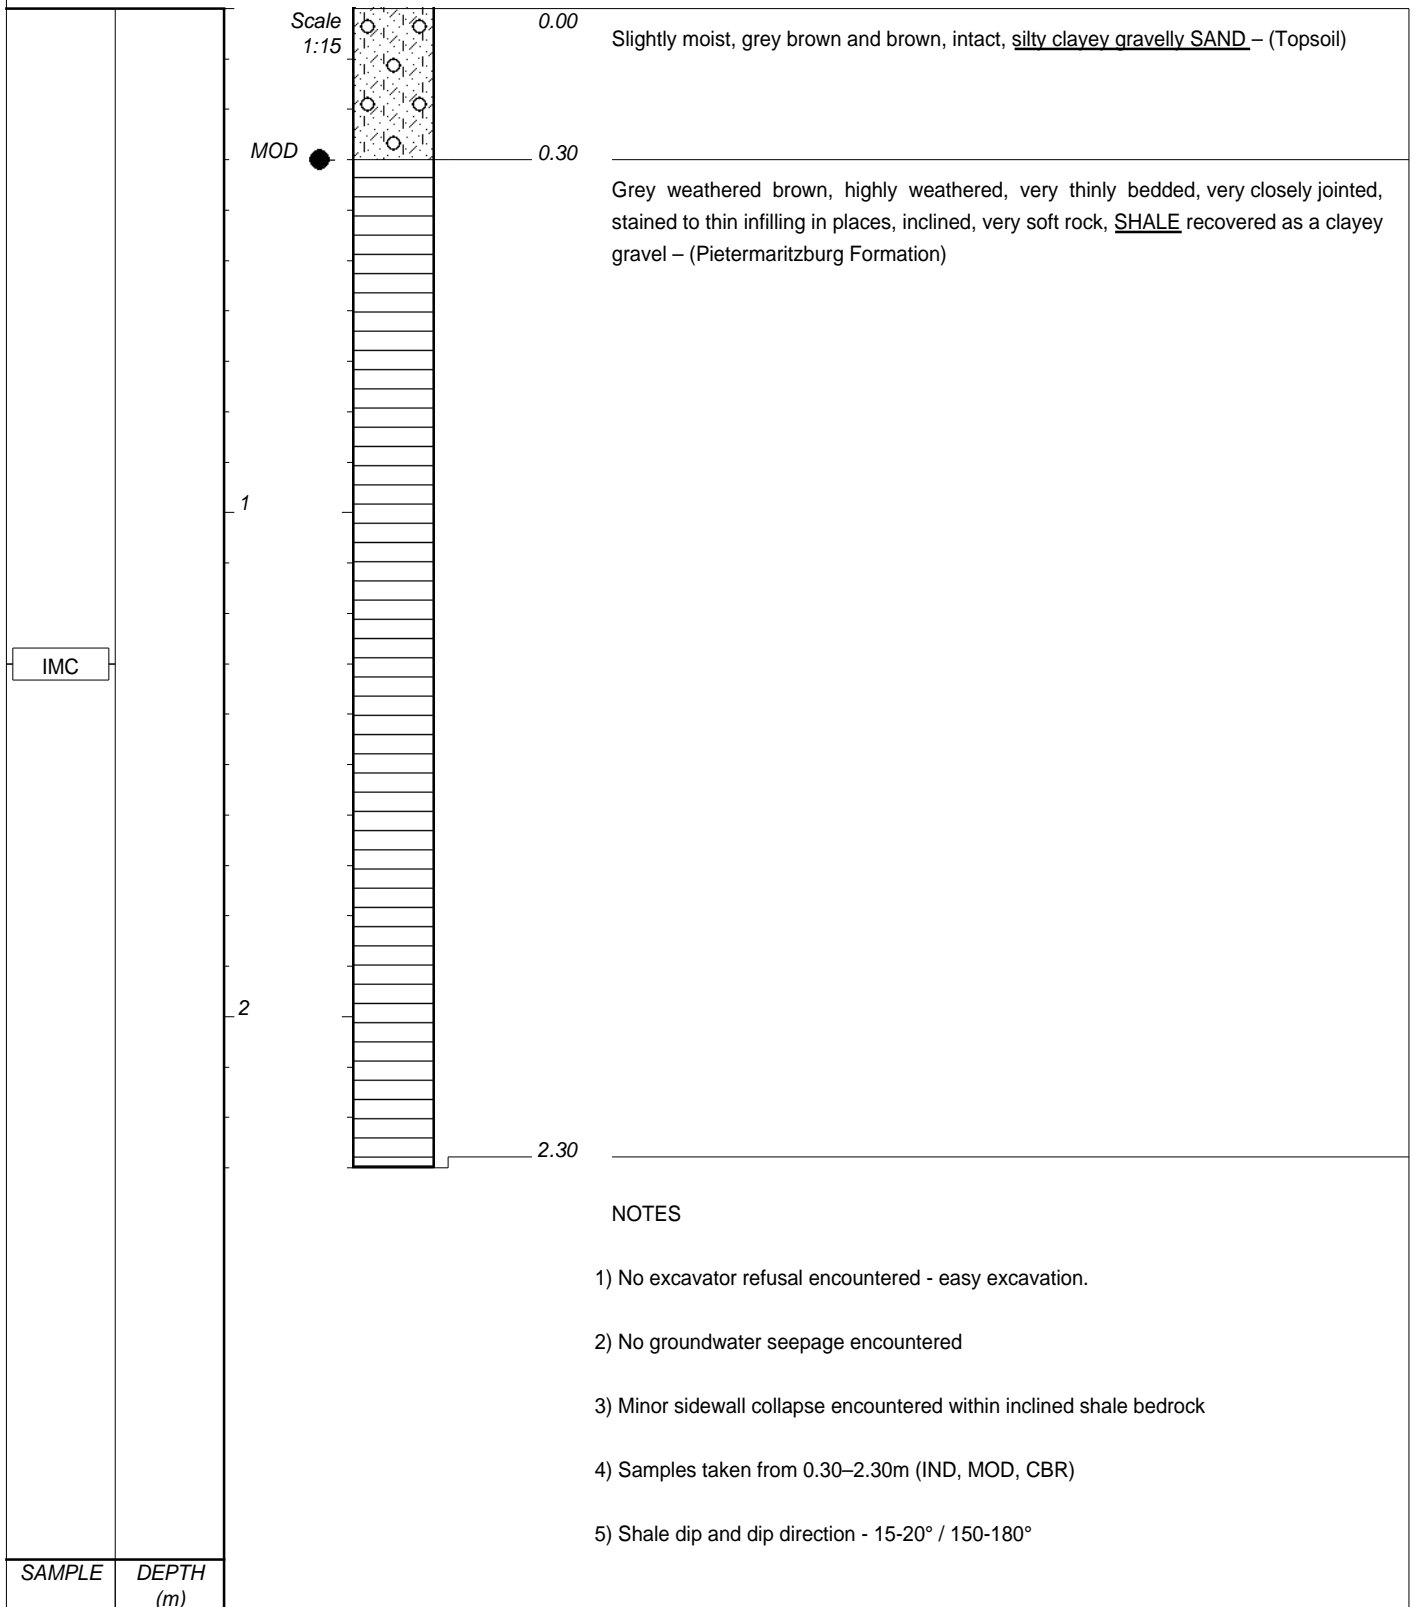 Scale
1:15
0.00
Slightly moist, grey brown and brown, intact, silty clayey gravelly SAND – (Topsoil)
MOD
0.30
Grey weathered brown, highly weathered, very thinly bedded, very closely jointed,
stained to thin infilling in places, inclined, very soft rock, SHALE recovered as a clayey
gravel – (Pietermaritzburg Formation)
1
IMC
2
2.30
NOTES
1) No excavator refusal encountered - easy excavation.
2) No groundwater seepage encountered
3) Minor sidewall collapse encountered within inclined shale bedrock
4) Samples taken from 0.30–2.30m (IND, MOD, CBR)
5) Shale dip and dip direction - 15-20° / 150-180°
SAMPLE
DEPTH
(m)